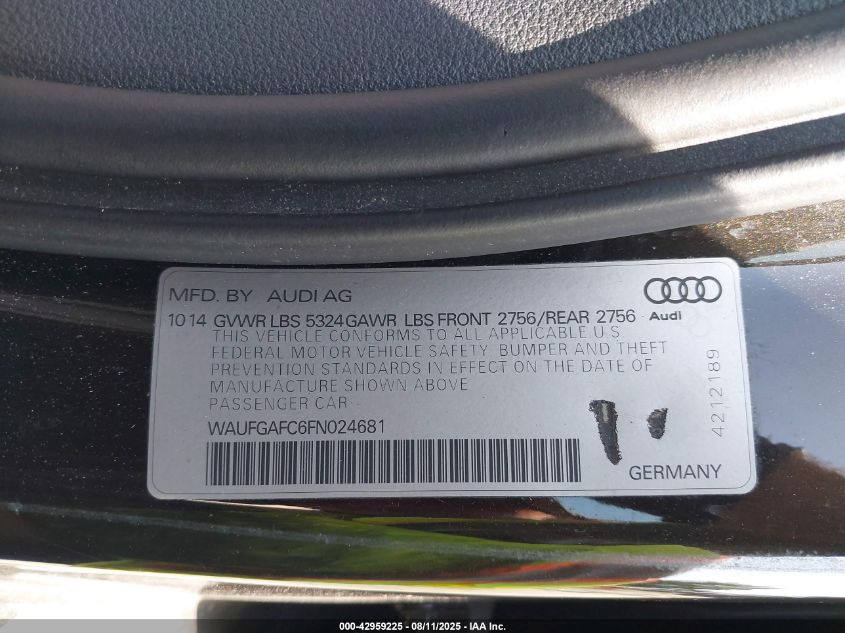 MFD. BY AUDI AG
10 14 GVWR LBS 5324 GAWR LBS FRONT 2756/REAR 2756
Audi
THIS VEHICLE CONFORMS TO ALL APPLICABLE U.S.
FEDERAL MOTOR VEHICLE SAFETY, BUMPER AND THEFT
PREVENTION STANDARDS IN EFFECT ON THE DATE OF
MANUFACTURE SHOWN ABOVE
PASSENGER CAR
WAUFGAFC6FN024681
4212189
GERMANY
000-42959225 - 08/11/2025 - IAA Inc.